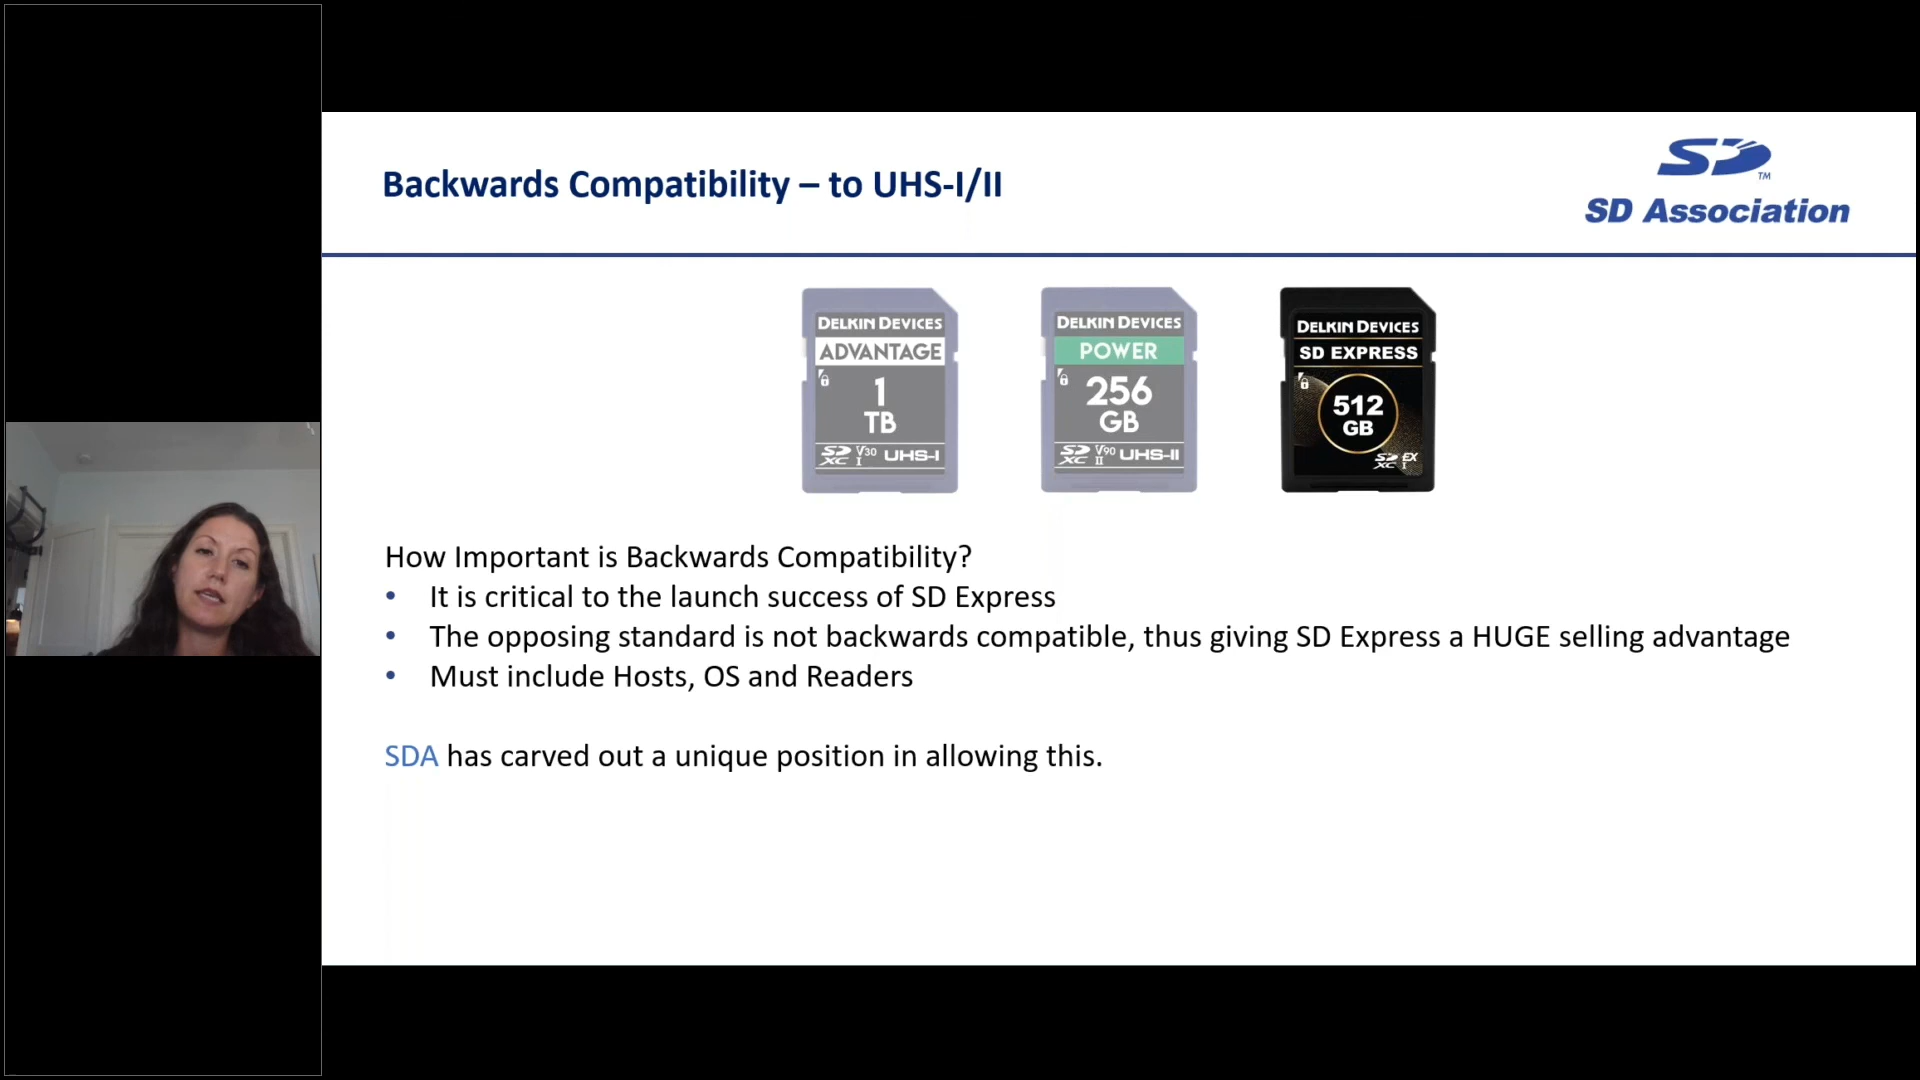 Backwards Compatibility – to UHS-I/II
SD
TM
SD Association
DELKIN DEVICES
ADVANTAGE
1
TB
SD XC I V30 UHS-I
DELKIN DEVICES
POWER
256
GB
SD XC II V90 UHS-II
DELKIN DEVICES
SD EXPRESS
512
GB
SD XC EX I
How Important is Backwards Compatibility?
• It is critical to the launch success of SD Express
• The opposing standard is not backwards compatible, thus giving SD Express a HUGE selling advantage
• Must include Hosts, OS and Readers
SDA has carved out a unique position in allowing this.